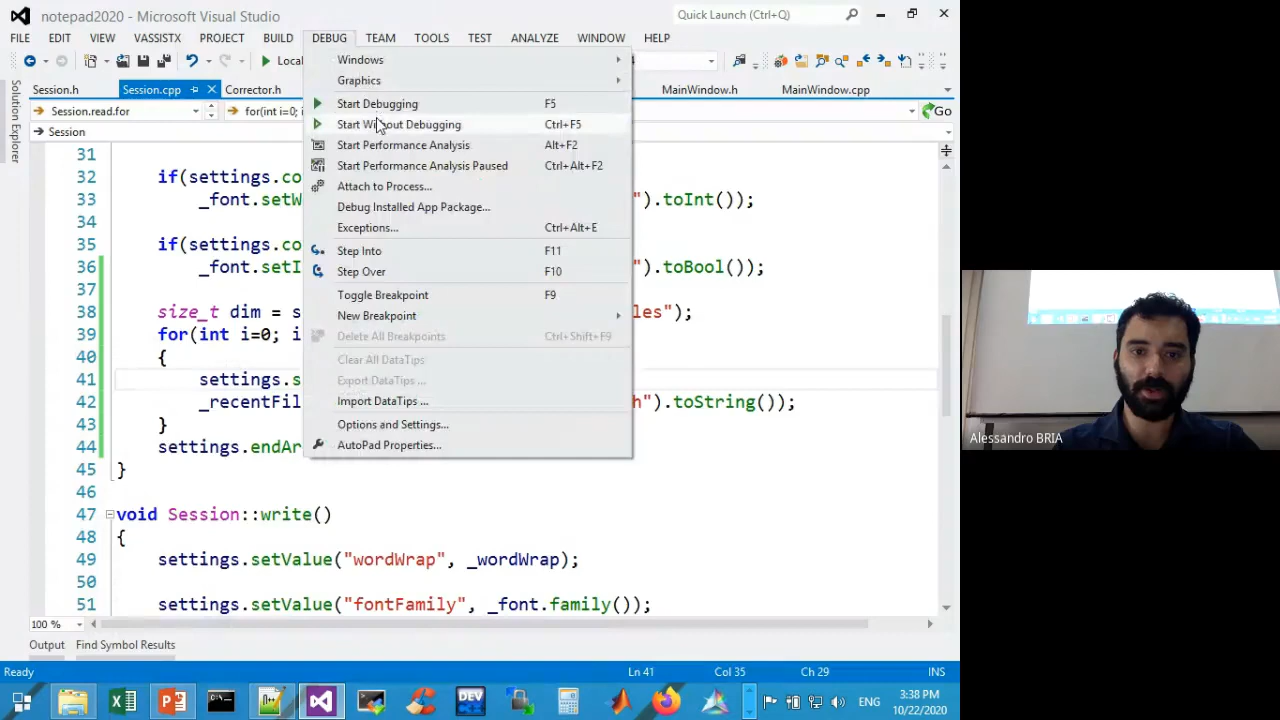 notepad2020 - Microsoft Visual Studio
Quick Launch (Ctrl+Q)
FILE EDIT VIEW VASSISTX PROJECT BUILD DEBUG TEAM TOOLS TEST ANALYZE WINDOW HELP
Local
Session.h Session.cpp Corrector.h MainWindow.h MainWindow.cpp
Session.read.for for(int i=0; i Go
Session
Solution Explorer
Windows
Graphics
Start Debugging F5
Start Without Debugging Ctrl+F5
Start Performance Analysis Alt+F2
Start Performance Analysis Paused Ctrl+Alt+F2
Attach to Process...
Debug Installed App Package...
Exceptions... Ctrl+Alt+E
Step Into F11
Step Over F10
Toggle Breakpoint F9
New Breakpoint
Delete All Breakpoints Ctrl+Shift+F9
Clear All DataTips
Export DataTips ...
Import DataTips ...
Options and Settings...
AutoPad Properties...
31
32 if(settings.co
33 _font.setW ").toInt());
34
35 if(settings.co
36 _font.setI ").toBool());
37
38 size_t dim = s les");
39 for(int i=0; i
40 {
41 settings.s
42 _recentFil h").toString());
43 }
44 settings.endAr
45 }
46
47 void Session::write()
48 {
49 settings.setValue("wordWrap", _wordWrap);
50
51 settings.setValue("fontFamily", _font.family());
100 %
Output Find Symbol Results
Ready Ln 41 Col 35 Ch 29 INS
DEV
ENG
3:38 PM
10/22/2020
Alessandro BRIA